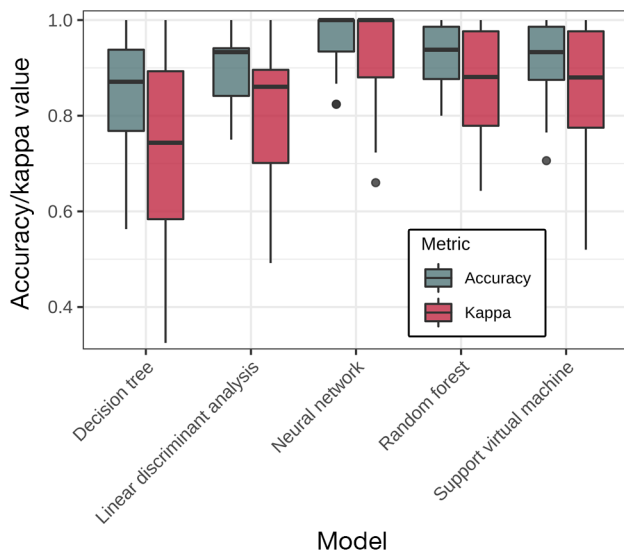 Accuracy/kappa value
1.0
0.8
0.6
0.4
Metric
Accuracy
Kappa
Decision tree
Linear discriminant analysis
Neural network
Random forest
Support virtual machine
Model